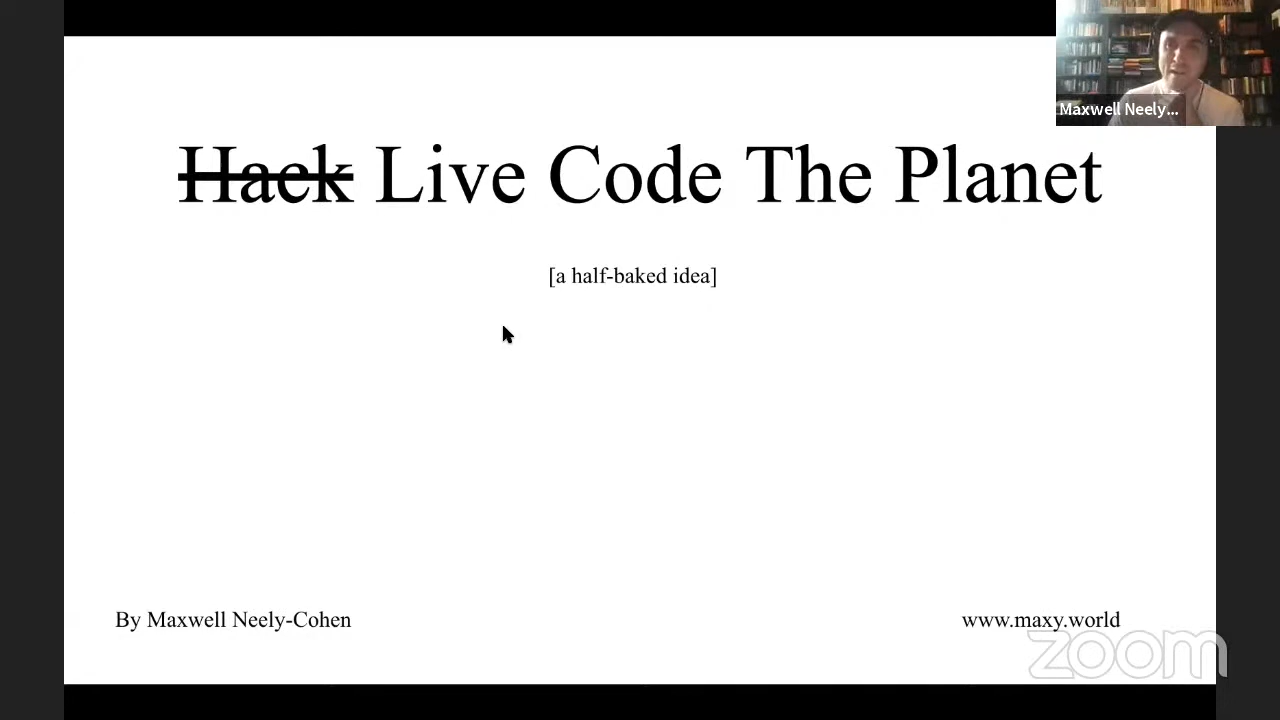 Maxwell Neely...
Hack Live Code The Planet
[a half-baked idea]
By Maxwell Neely-Cohen
www.maxy.world
zoom